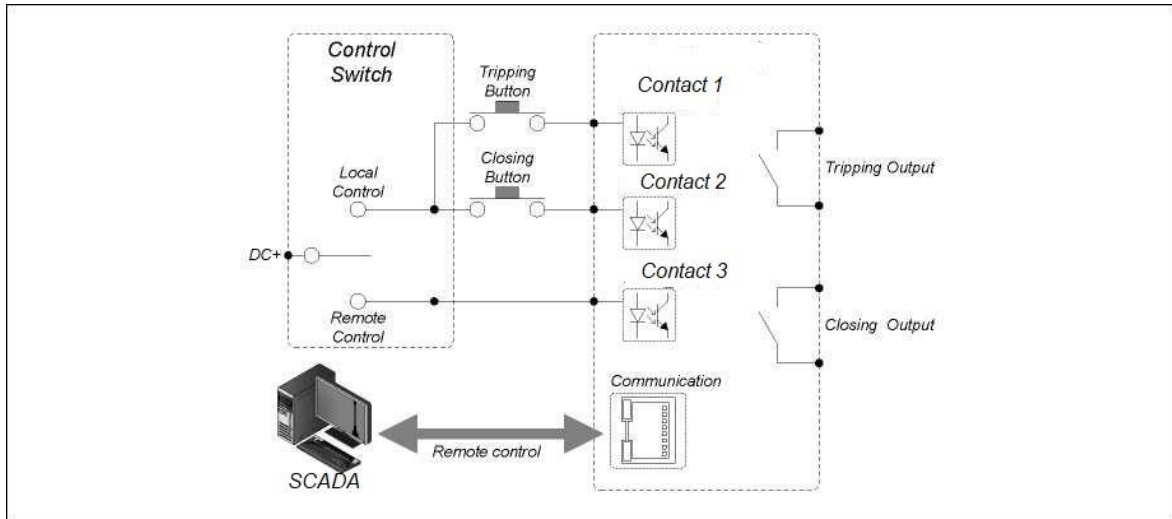 Control
Switch
Tripping
Button
Contact 1
Closing
Button
Local
Control
Contact 2
Tripping Output
DC+
Contact 3
Remote
Control
Closing Output
Communication
Remote control
SCADA